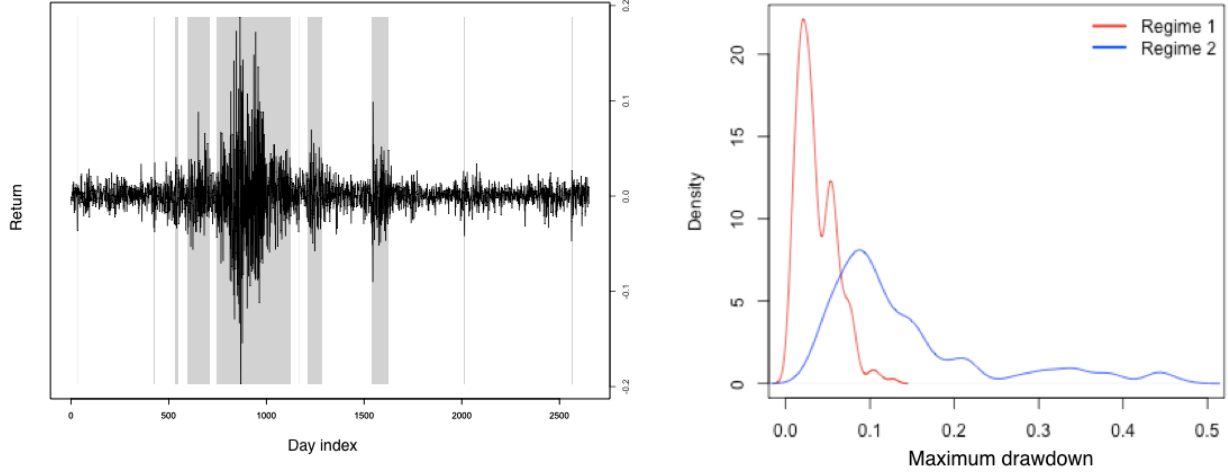 Return
0.2
0.1
0.0
-0.1
-0.2
0 500 1000 1500 2000 2500
Day index
Regime 1
Regime 2
Density
20
15
10
5
0
0.0 0.1 0.2 0.3 0.4 0.5
Maximum drawdown